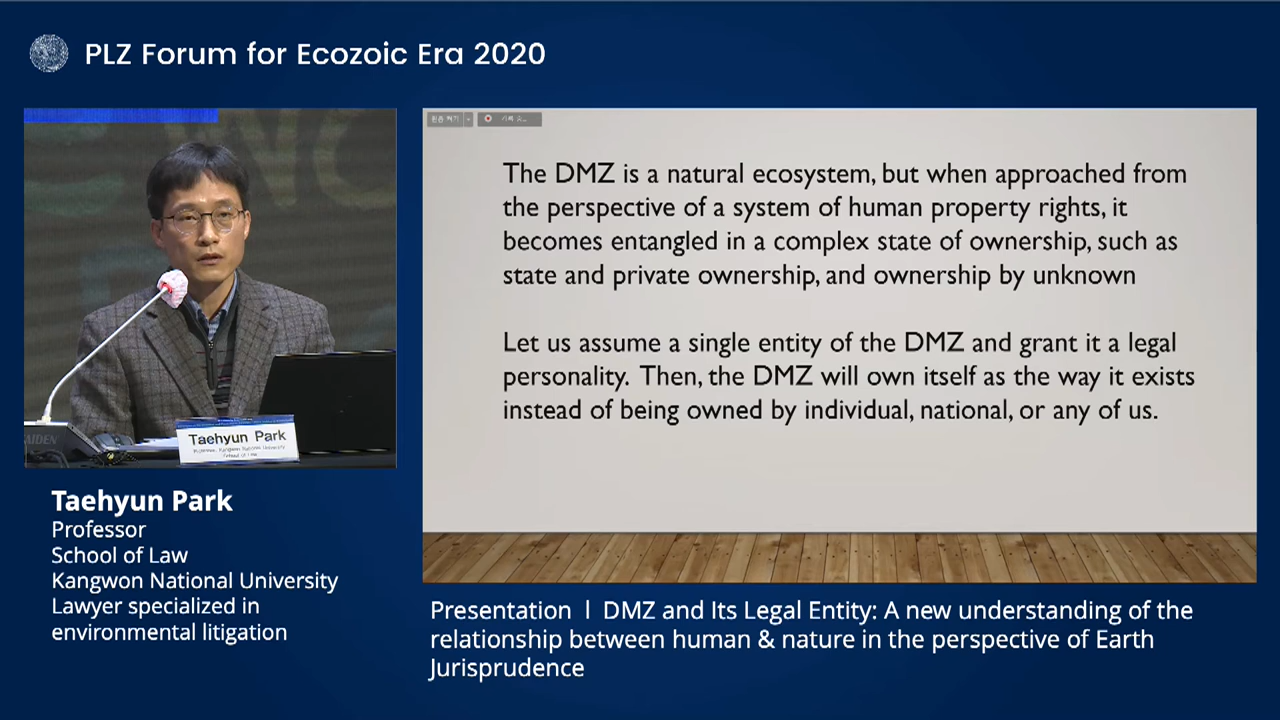 PLZ Forum for Ecozoic Era 2020
The DMZ is a natural ecosystem, but when approached from
the perspective of a system of human property rights, it
becomes entangled in a complex state of ownership, such as
state and private ownership, and ownership by unknown
Let us assume a single entity of the DMZ and grant it a legal
personality. Then, the DMZ will own itself as the way it exists
instead of being owned by individual, national, or any of us.
Taehyun Park
Taehyun Park
Professor
School of Law
Kangwon National University
Lawyer specialized in
environmental litigation
Presentation | DMZ and Its Legal Entity: A new understanding of the
relationship between human & nature in the perspective of Earth
Jurisprudence